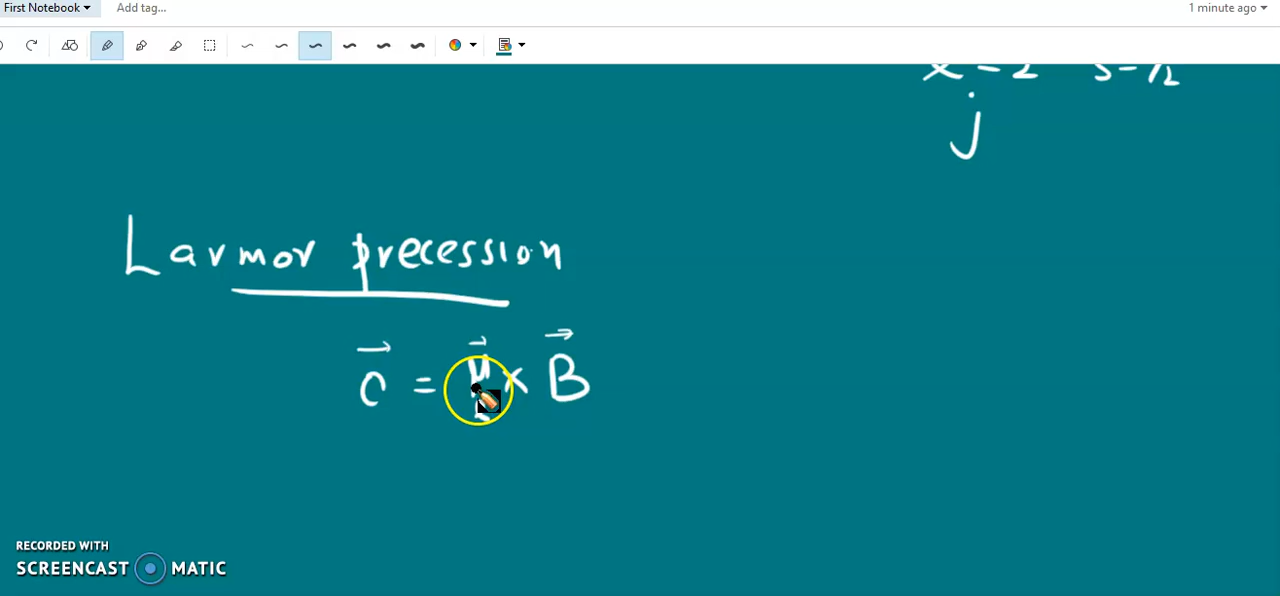 First Notebook Add tag... 1 minute ago
j
Larmor precession
= μ × B
RECORDED WITH
SCREENCAST MATIC